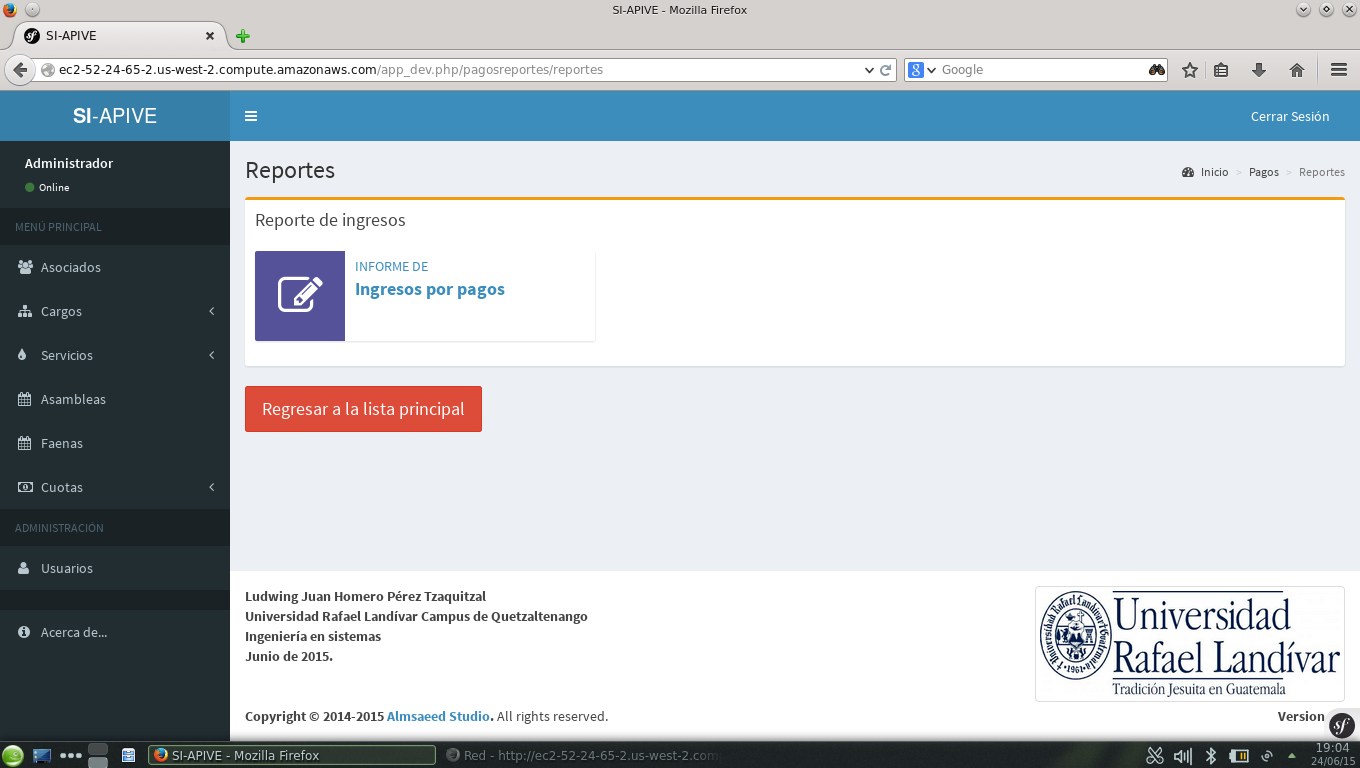 SI-APIVE - Mozilla Firefox
SI-APIVE
ec2-52-24-65-2.us-west-2.compute.amazonaws.com/app_dev.php/pagosreportes/reportes
Google
SI-APIVE
Cerrar Sesión
Administrador
Online
MENÚ PRINCIPAL
Asociados
Cargos
Servicios
Asambleas
Faenas
Cuotas
ADMINISTRACIÓN
Usuarios
Acerca de...
Reportes
Inicio > Pagos > Reportes
Reporte de ingresos
INFORME DE
Ingresos por pagos
Regresar a la lista principal
Ludwing Juan Homero Pérez Tzaquitzal
Universidad Rafael Landívar Campus de Quetzaltenango
Ingeniería en sistemas
Junio de 2015.
Universidad
Rafael Landívar
Tradición Jesuita en Guatemala
Copyright © 2014-2015 Almsaeed Studio. All rights reserved.
Version
SI-APIVE - Mozilla Firefox
Red - http://ec2-52-24-65-2.us-west-2.com
19:04
24/06/15